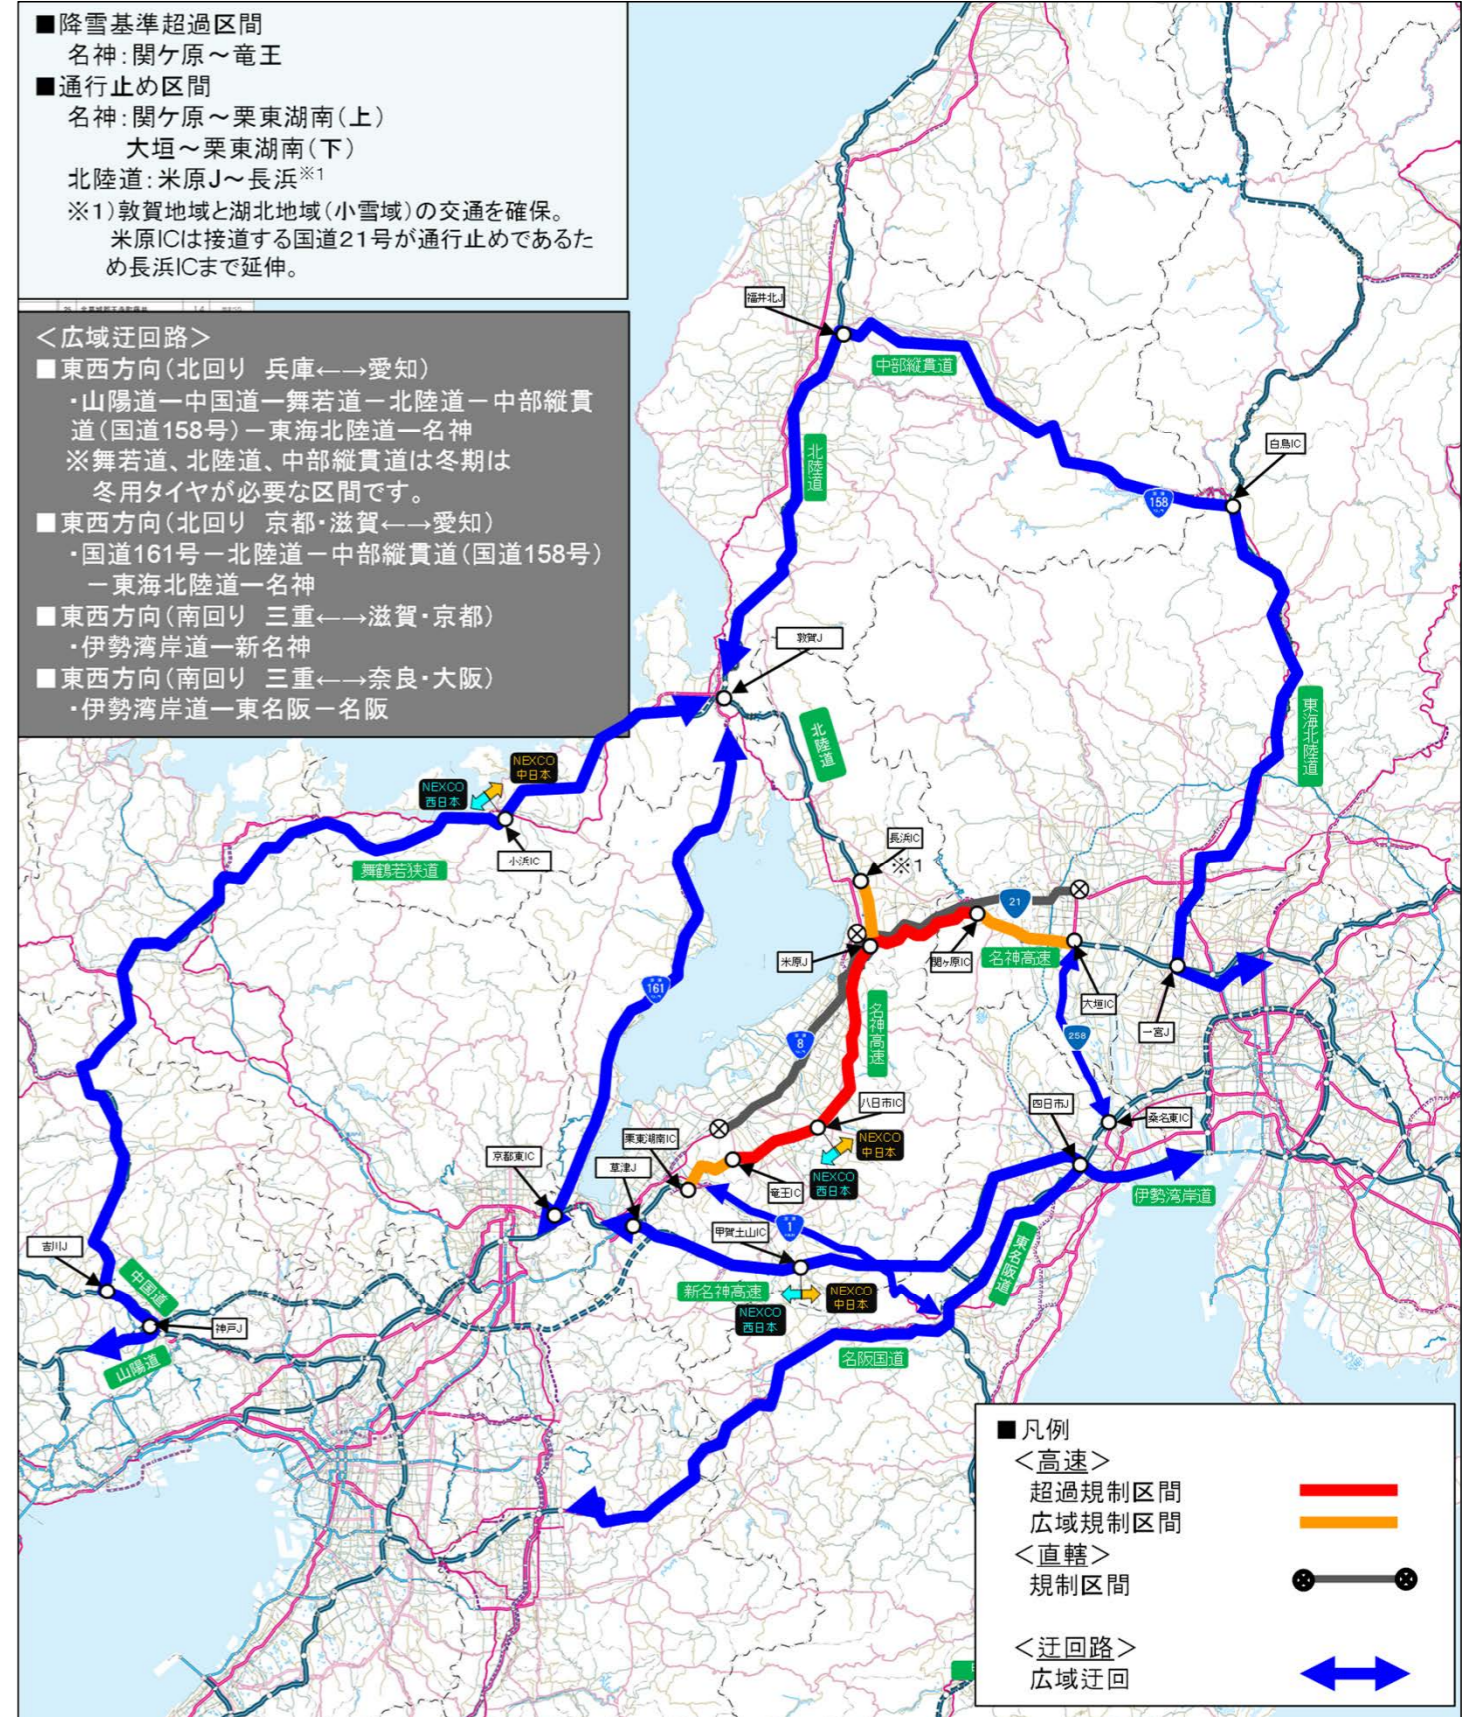 ■降雪基準超過区間
名神:関ケ原～竜王
■通行止め区間
名神:関ケ原～栗東湖南(上)
大垣～栗東湖南(下)
北陸道:米原J～長浜※1
※1)敦賀地域と湖北地域(小雪域)の交通を確保。
米原ICは接道する国道21号が通行止めであるた
め長浜ICまで延伸。
<広域迂回路>
■東西方向(北回り 兵庫←→愛知)
・山陽道ー中国道ー舞若道－北陸道－中部縦貫
道(国道158号)－東海北陸道ー名神
※舞若道、北陸道、中部縦貫道は冬期は
冬用タイヤが必要な区間です。
■東西方向(北回り 京都・滋賀←→愛知)
・国道161号－北陸道－中部縦貫道(国道158号)
－東海北陸道ー名神
■東西方向(南回り 三重←→滋賀・京都)
・伊勢湾岸道ー新名神
■東西方向(南回り 三重←→奈良・大阪)
・伊勢湾岸道ー東名阪－名阪
福井北J
中部縦貫道
白鳥IC
北陸道
158
敦賀J
東海北陸道
北陸道
NEXCO
中日本
NEXCO
西日本
小浜IC
舞鶴若狭道
長浜IC
※1
21
米原J
関ヶ原IC
名神高速
大垣IC
一宮J
161
名神高速
8
258
八日市IC
四日市J
桑名東IC
栗東湖南IC
NEXCO
中日本
NEXCO
西日本
京都東IC
草津J
竜王IC
伊勢湾岸道
甲賀土山IC
1
東名阪道
吉川J
中国道
新名神高速
NEXCO
中日本
NEXCO
西日本
神戸J
山陽道
名阪国道
■凡例
<高速>
超過規制区間
広域規制区間
<直轄>
規制区間
<迂回路>
広域迂回